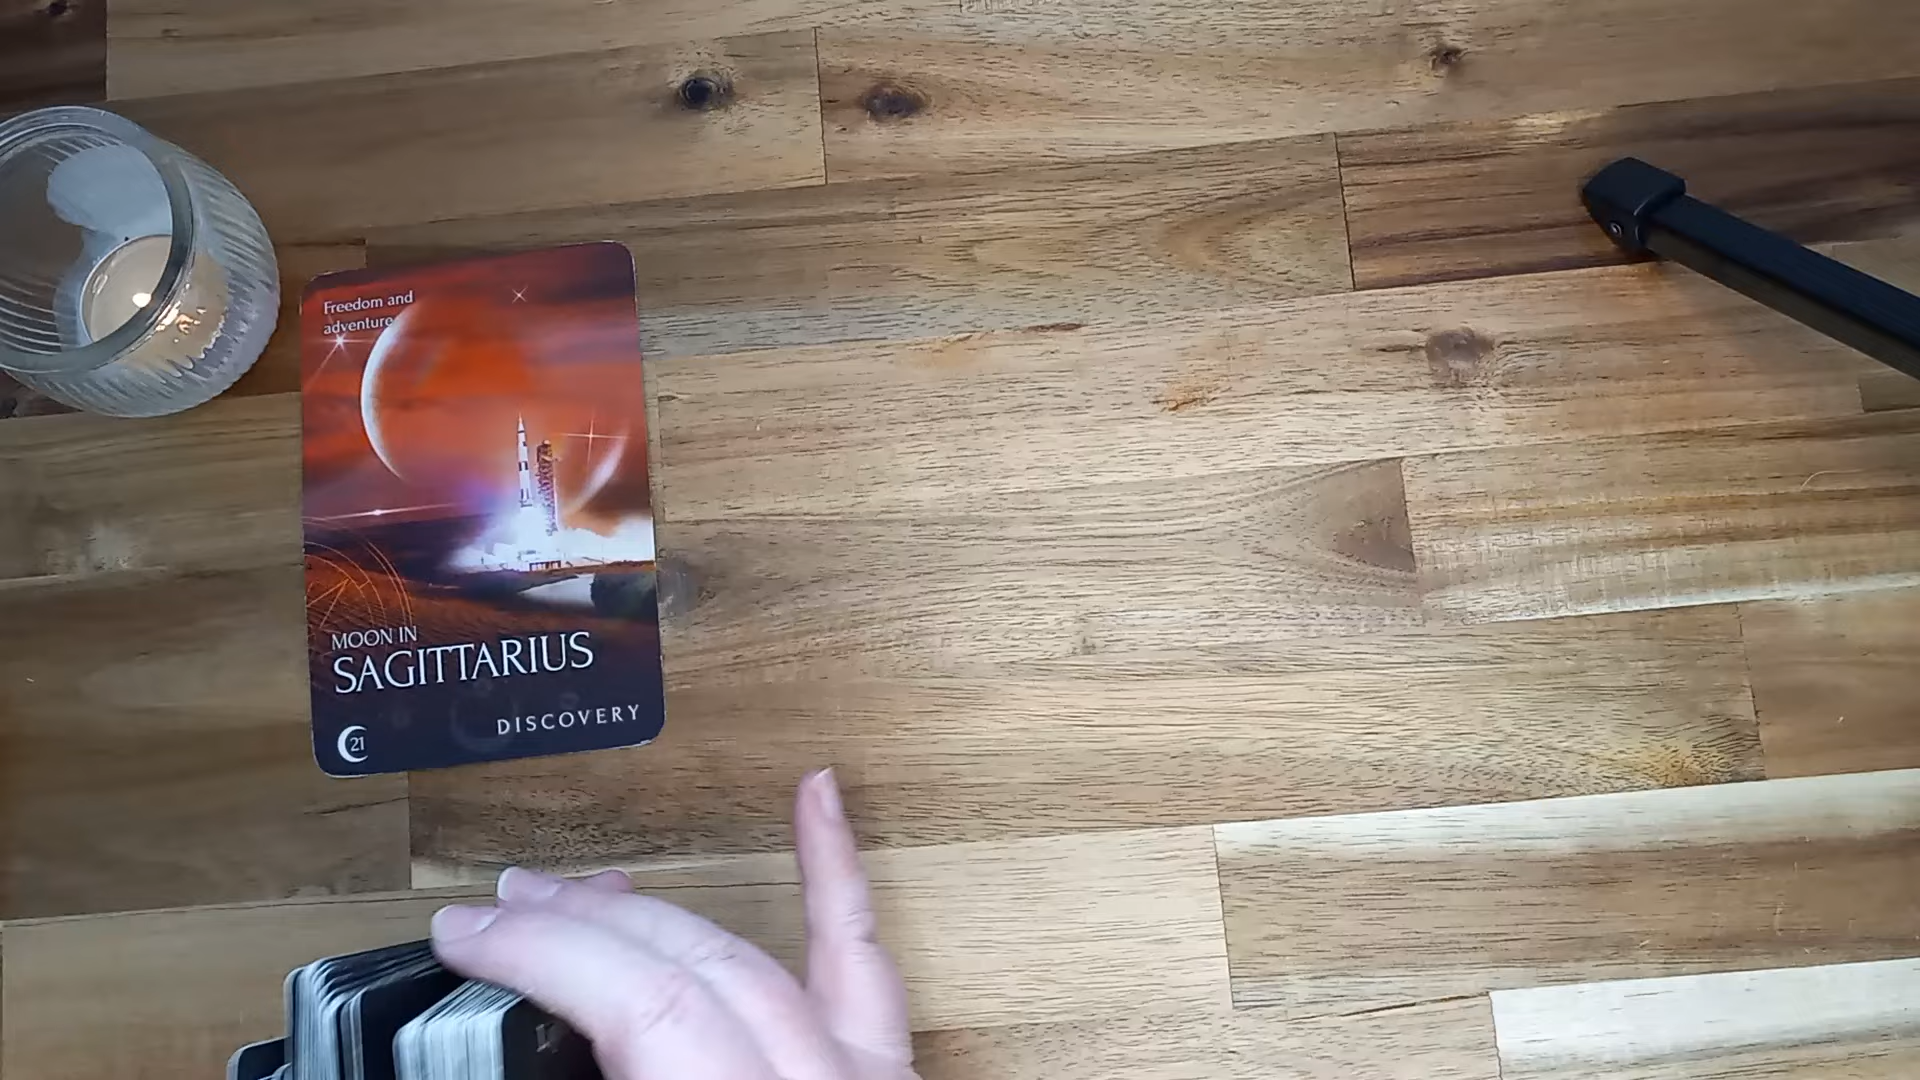 Freedom and
adventure
MOON IN
SAGITTARIUS
DISCOVERY
21